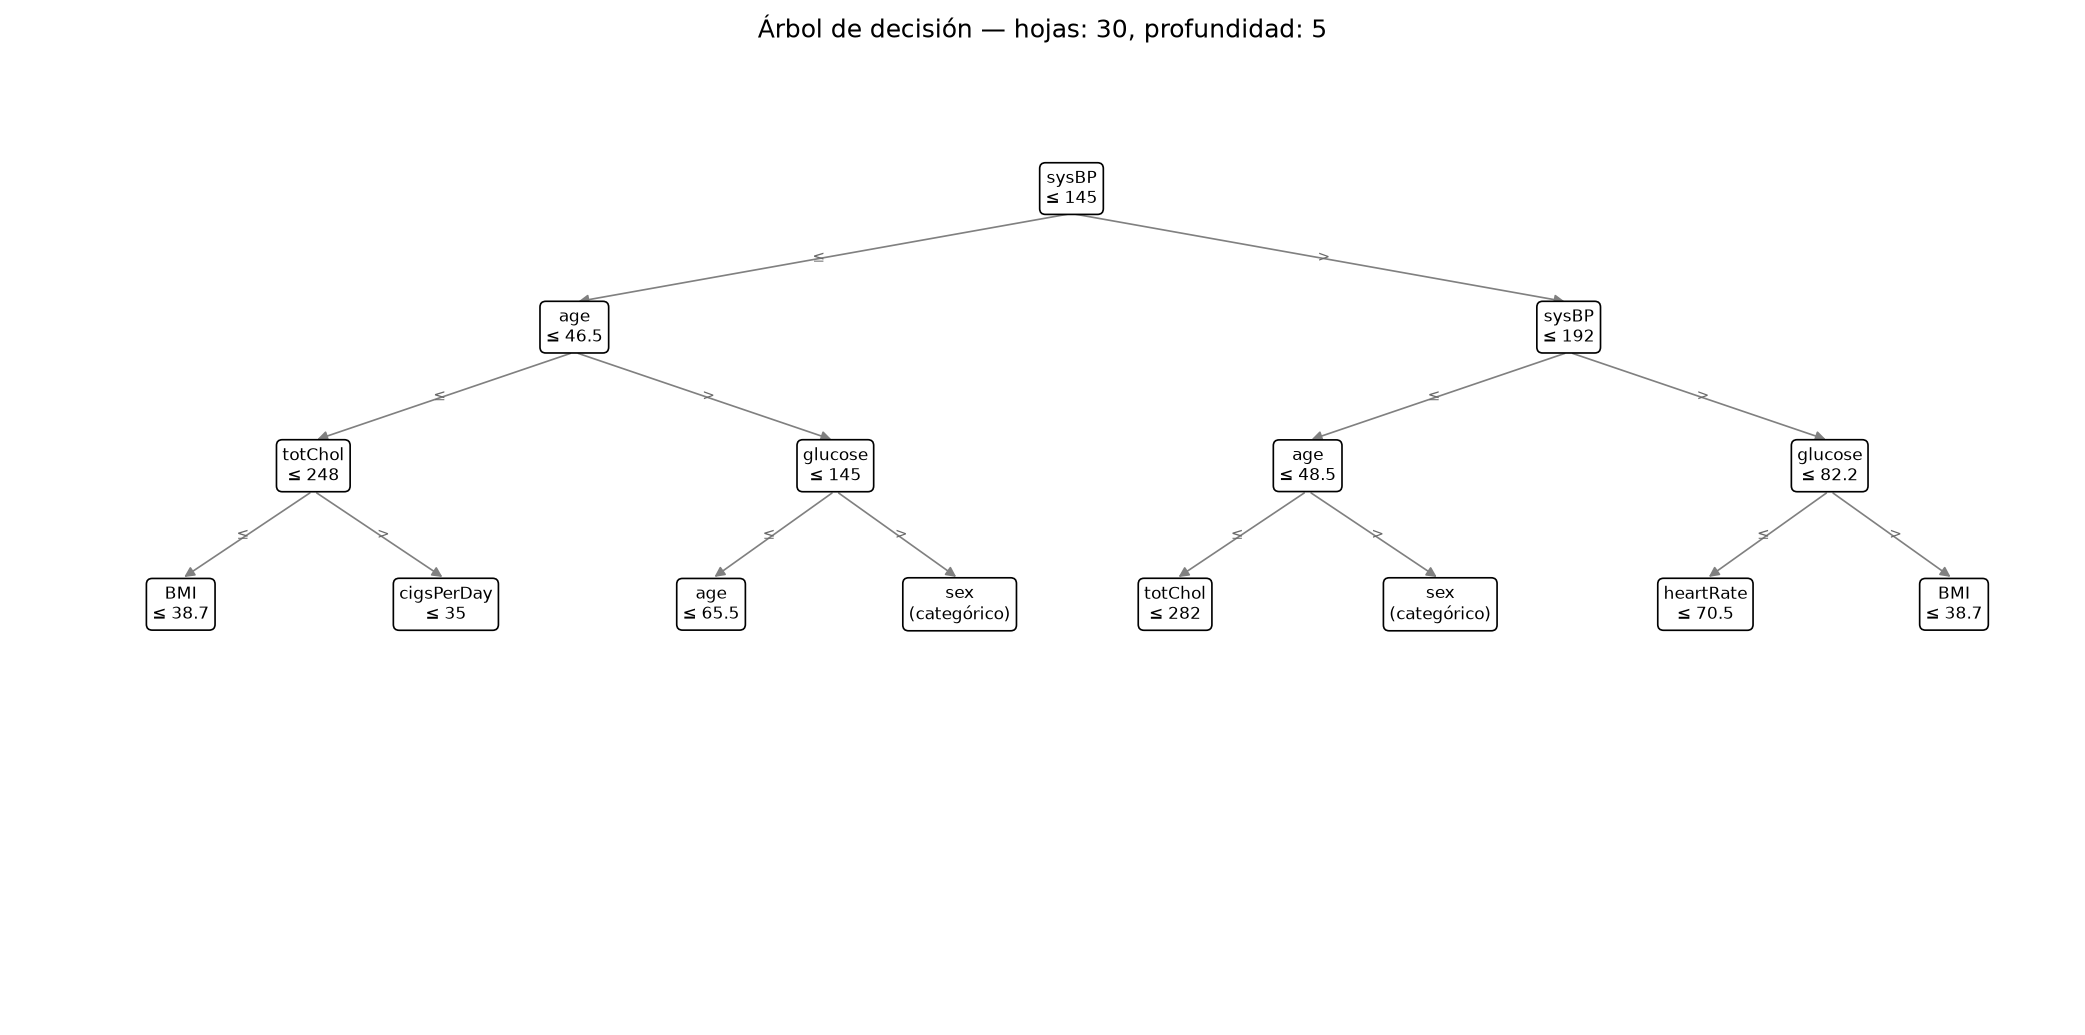 Árbol de decisión — hojas: 30, profundidad: 5
sysBP
≤ 145
≤
>
age
≤ 46.5
sysBP
≤ 192
≤
>
≤
>
totChol
≤ 248
glucose
≤ 145
age
≤ 48.5
glucose
≤ 82.2
≤
>
≤
>
≤
>
≤
>
BMI
≤ 38.7
cigsPerDay
≤ 35
age
≤ 65.5
sex
(categórico)
totChol
≤ 282
sex
(categórico)
heartRate
≤ 70.5
BMI
≤ 38.7